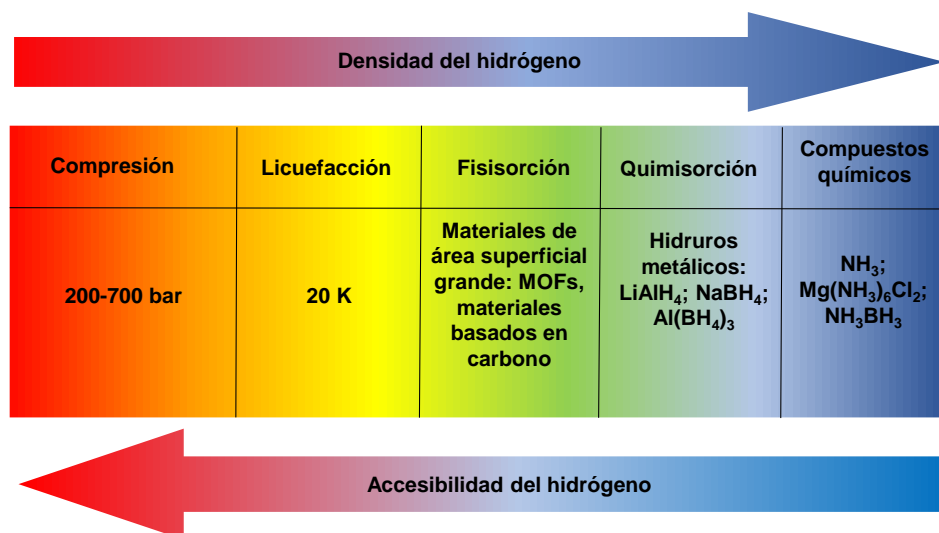 Densidad del hidrógeno
Compresión
Licuefacción
Fisisorción
Quimisorción
Compuestos
químicos
200-700 bar
20 K
Materiales de
área superficial
grande: MOFs,
materiales
basados en
carbono
Hidruros
metálicos:
LiAlH₄; NaBH₄;
Al(BH₄)₃
NH₃;
Mg(NH₃)₆Cl₂;
NH₃BH₃
Accesibilidad del hidrógeno